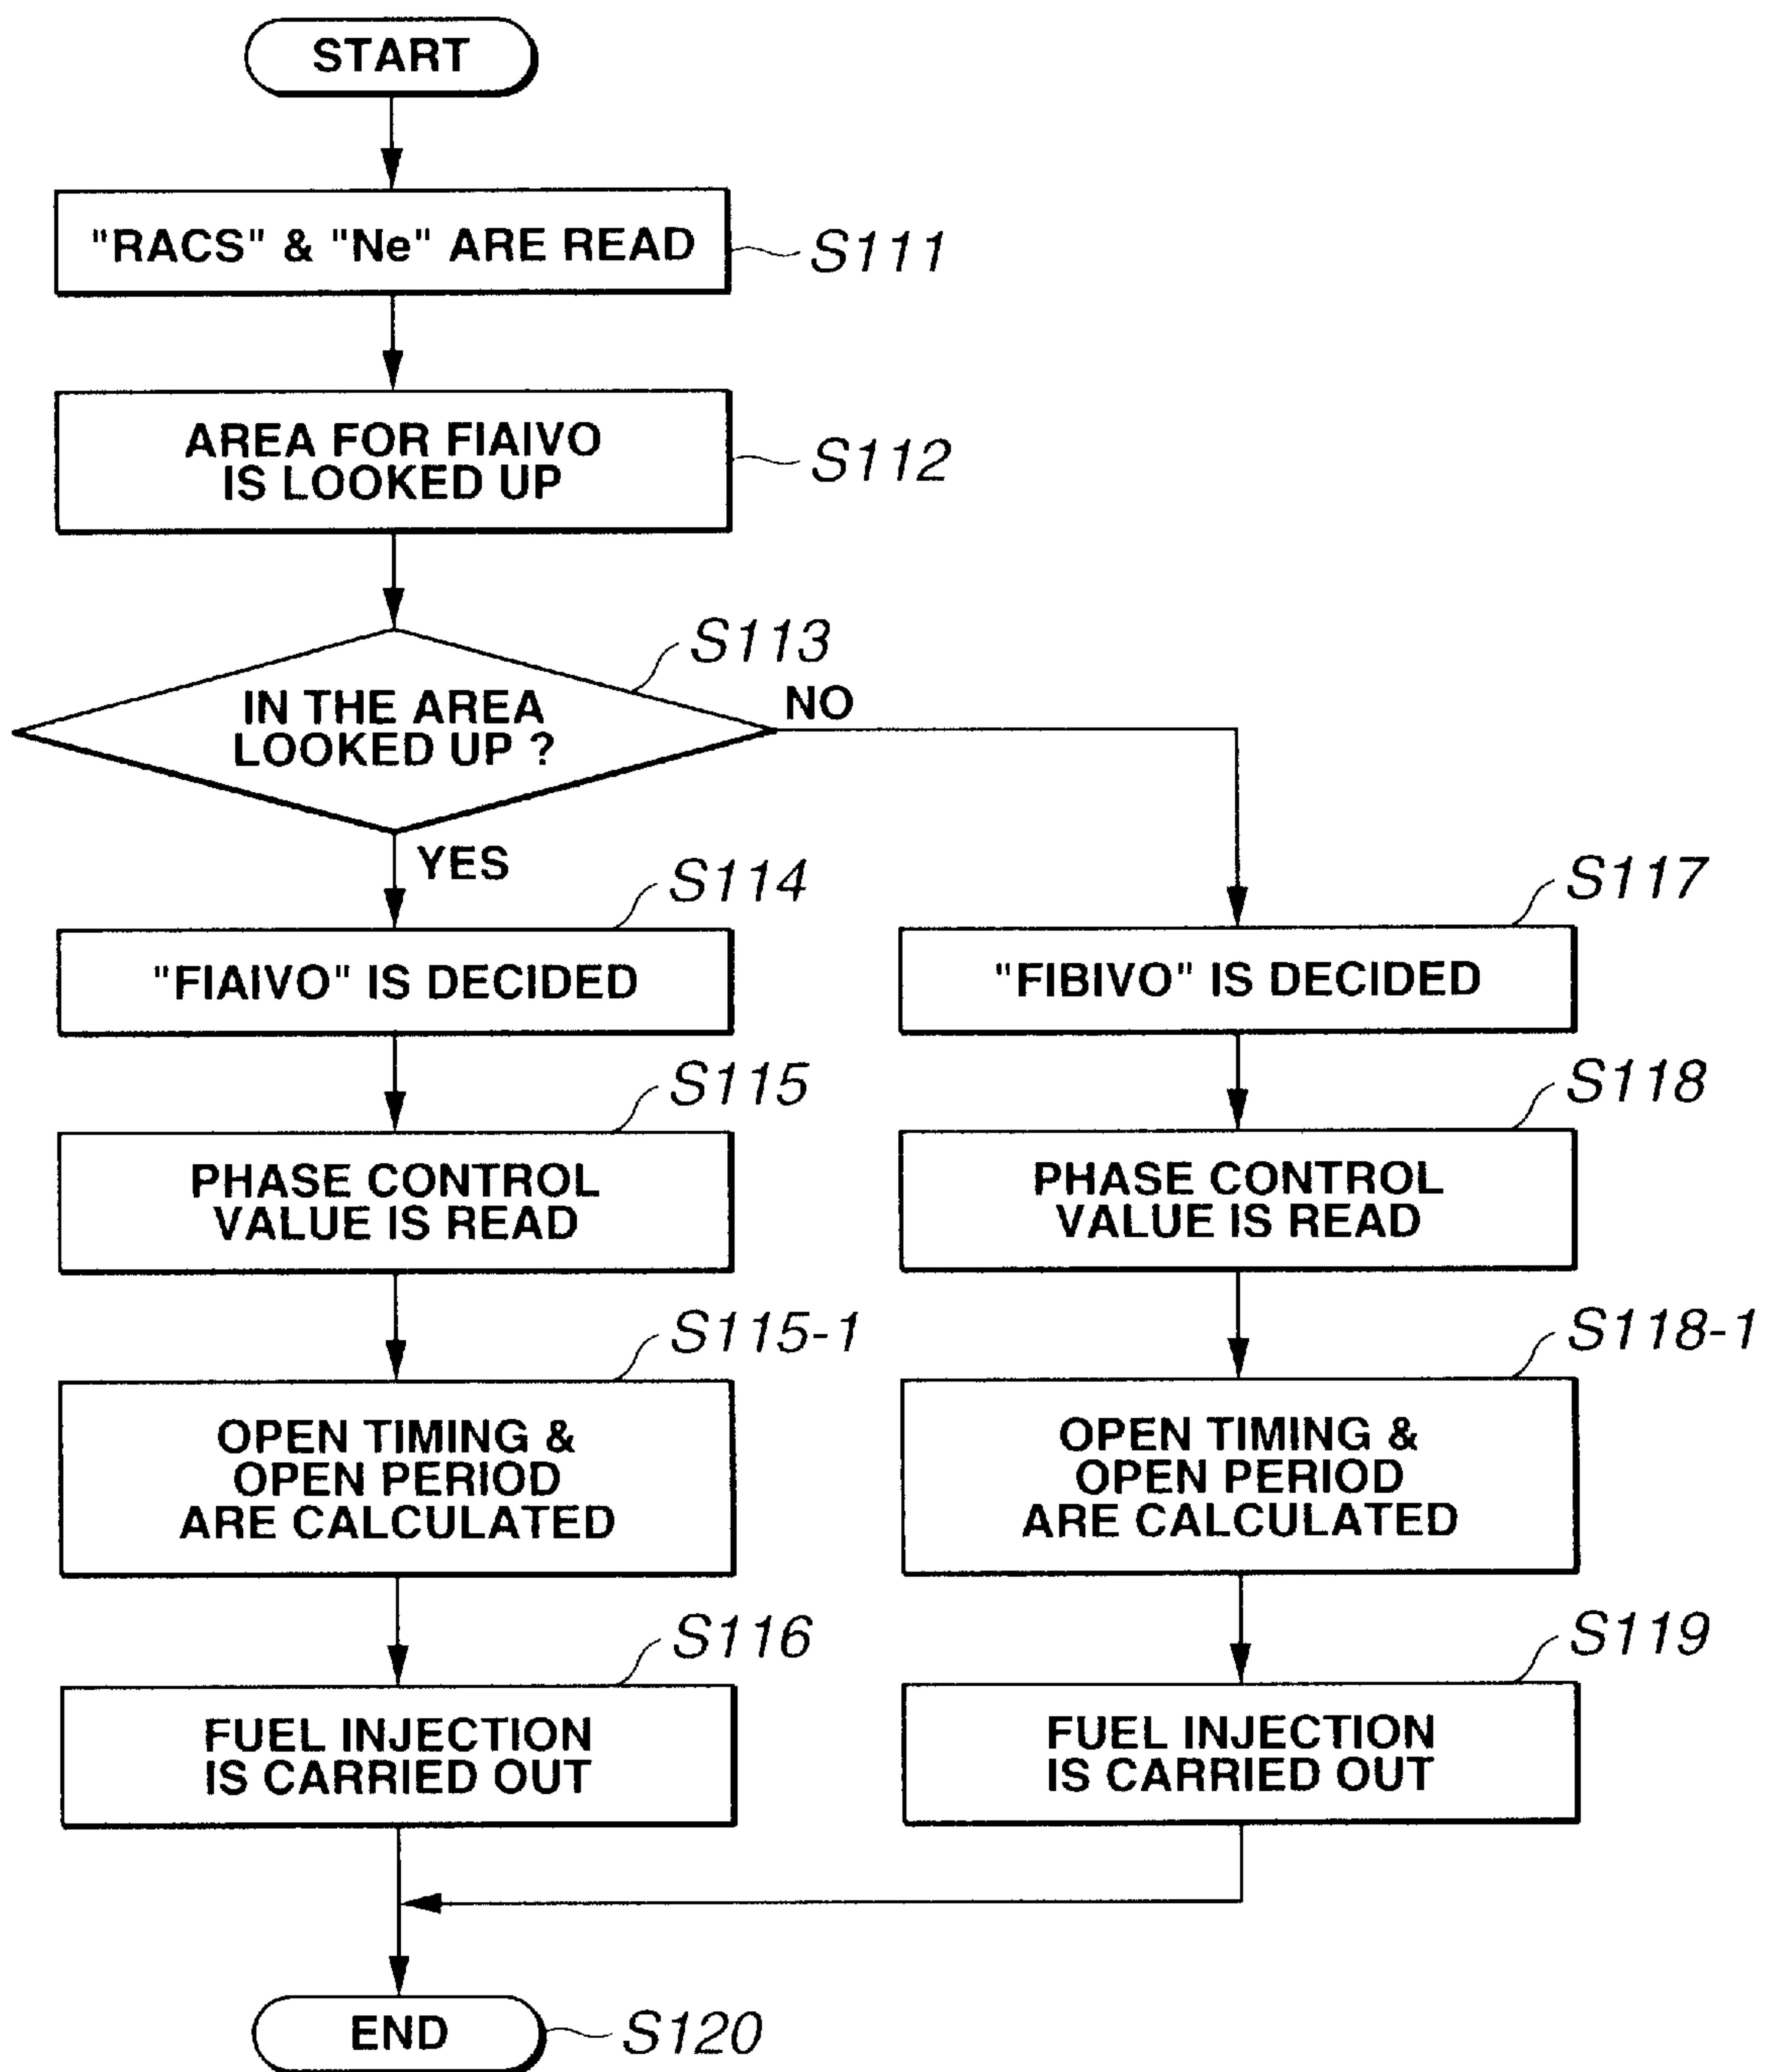 START
"RACS" & "Ne" ARE READ
S111
AREA FOR FIAIVO
IS LOOKED UP
S112
S113
IN THE AREA
LOOKED UP ?
NO
YES
S114
"FIAIVO" IS DECIDED
S115
PHASE CONTROL
VALUE IS READ
S115-1
OPEN TIMING &
OPEN PERIOD
ARE CALCULATED
S116
FUEL INJECTION
IS CARRIED OUT
S117
"FIBIVO" IS DECIDED
S118
PHASE CONTROL
VALUE IS READ
S118-1
OPEN TIMING &
OPEN PERIOD
ARE CALCULATED
S119
FUEL INJECTION
IS CARRIED OUT
END
S120